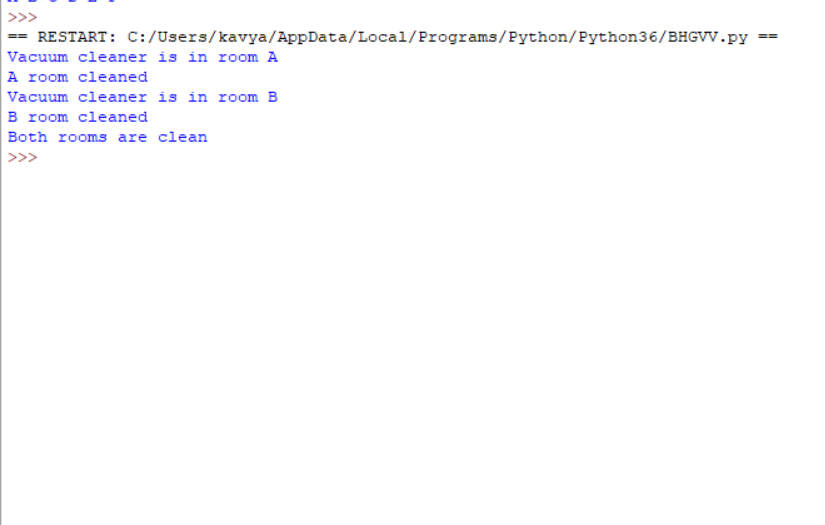 >>>
== RESTART: C:/Users/kavya/AppData/Local/Programs/Python/Python36/BHGVV.py ==
Vacuum cleaner is in room A
A room cleaned
Vacuum cleaner is in room B
B room cleaned
Both rooms are clean
>>>